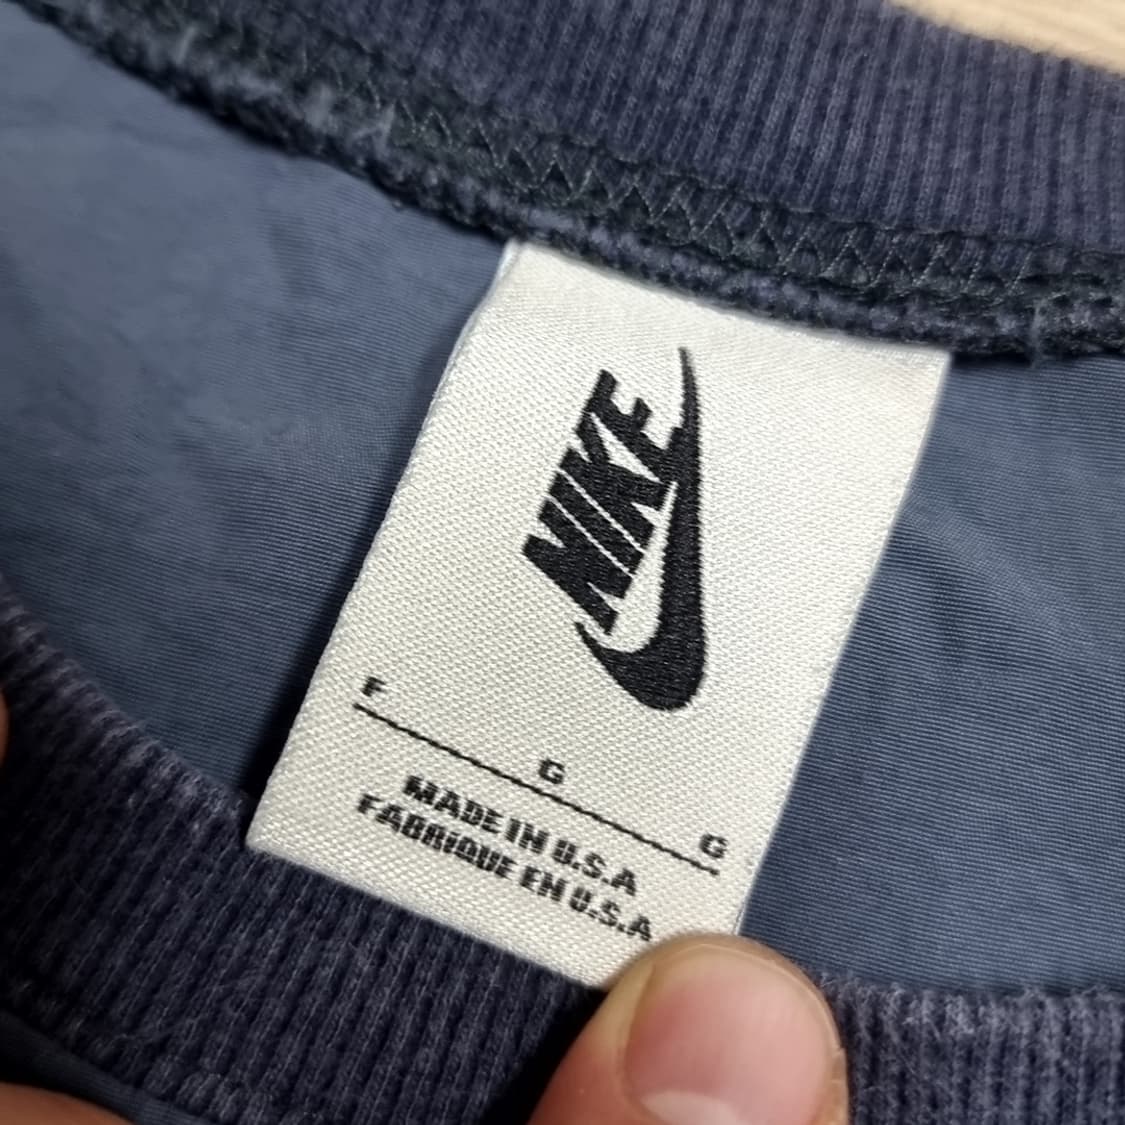 NIKE
F
G
G
MADE IN U.S.A
FABRIQUE EN U.S.A